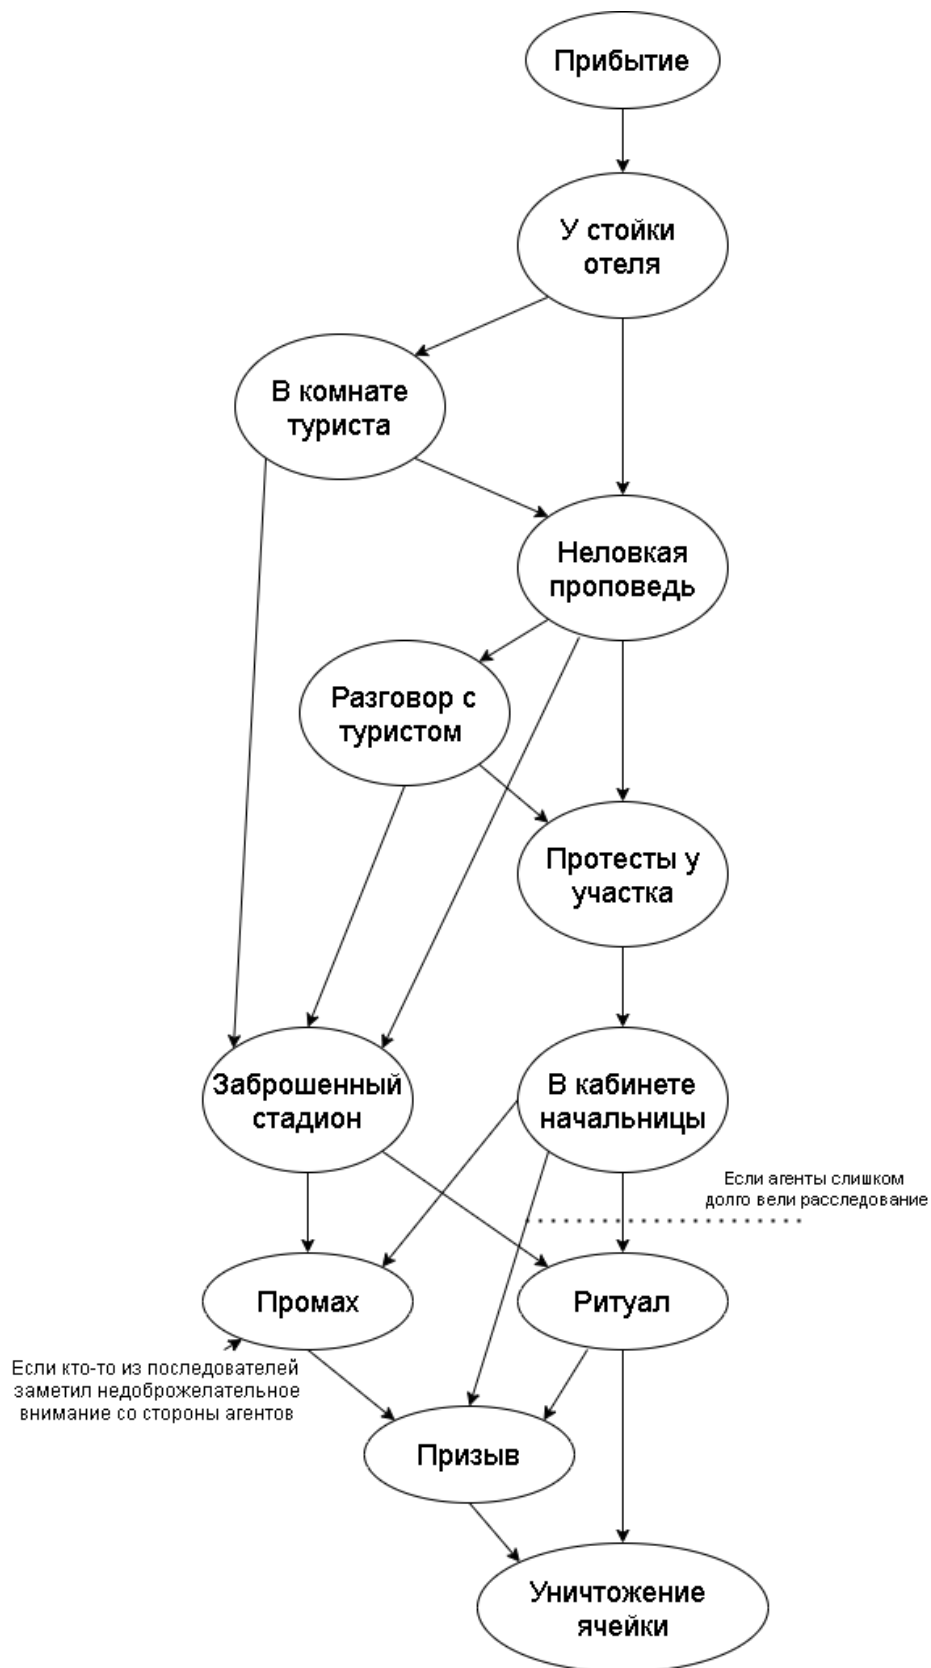 Прибытие
У стойки
отеля
В комнате
туриста
Неловкая
проповедь
Разговор с
туристом
Протесты у
участка
Заброшенный
стадион
В кабинете
начальницы
Если агенты слишком
долго вели расследование
Промах
Ритуал
Если кто-то из последователей
заметил недоброжелательное
внимание со стороны агентов
Призыв
Уничтожение
ячейки